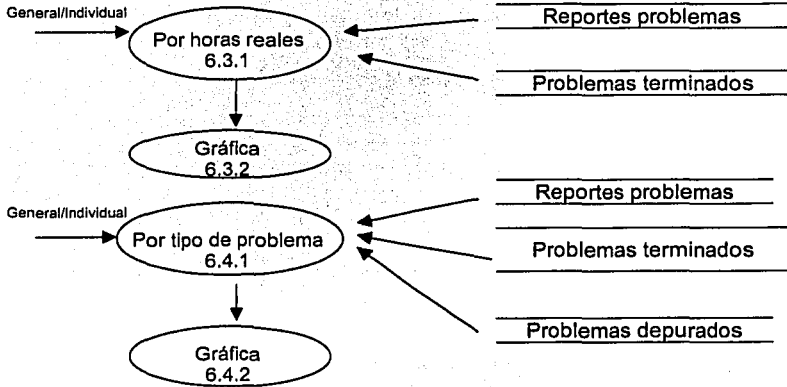 General/Individual
Reportes problemas
Por horas reales
6.3.1
Problemas terminados
Gráfica
6.3.2
Reportes problemas
General/Individual
Por tipo de problema
6.4.1
Problemas terminados
Problemas depurados
Gráfica
6.4.2